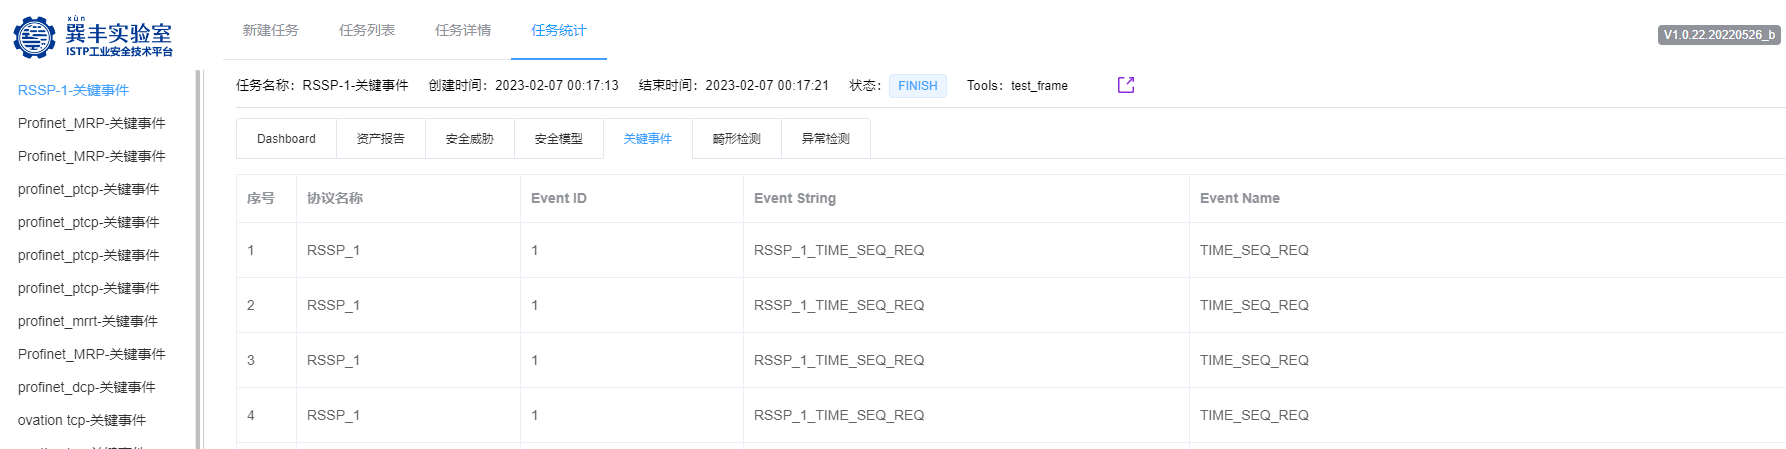 xùn
巽丰实验室
ISTP工业安全技术平台
新建任务 任务列表 任务详情 任务统计
V1.0.22.20220526_b
RSSP-1-关键事件
Profinet_MRP-关键事件
Profinet_MRP-关键事件
profinet_ptcp-关键事件
profinet_ptcp-关键事件
profinet_ptcp-关键事件
profinet_ptcp-关键事件
profinet_mrrt-关键事件
Profinet_MRP-关键事件
profinet_dcp-关键事件
ovation tcp-关键事件
任务名称：RSSP-1-关键事件 创建时间：2023-02-07 00:17:13 结束时间：2023-02-07 00:17:21 状态： FINISH Tools：test_frame
Dashboard 资产报告 安全威胁 安全模型 关键事件 畸形检测 异常检测
序号 协议名称 Event ID Event String Event Name
1 RSSP_1 1 RSSP_1_TIME_SEQ_REQ TIME_SEQ_REQ
2 RSSP_1 1 RSSP_1_TIME_SEQ_REQ TIME_SEQ_REQ
3 RSSP_1 1 RSSP_1_TIME_SEQ_REQ TIME_SEQ_REQ
4 RSSP_1 1 RSSP_1_TIME_SEQ_REQ TIME_SEQ_REQ